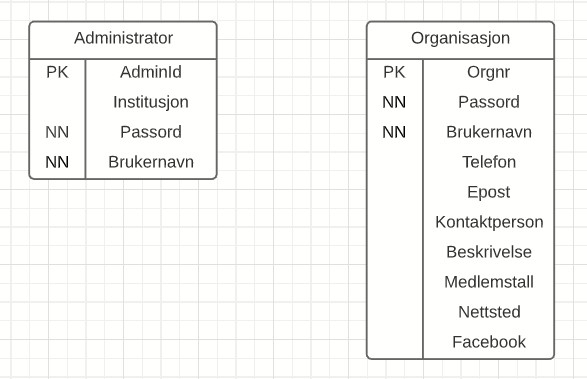 Administrator
PK AdminId
Institusjon
NN Passord
NN Brukernavn
Organisasjon
PK Orgnr
NN Passord
NN Brukernavn
Telefon
Epost
Kontaktperson
Beskrivelse
Medlemstall
Nettsted
Facebook